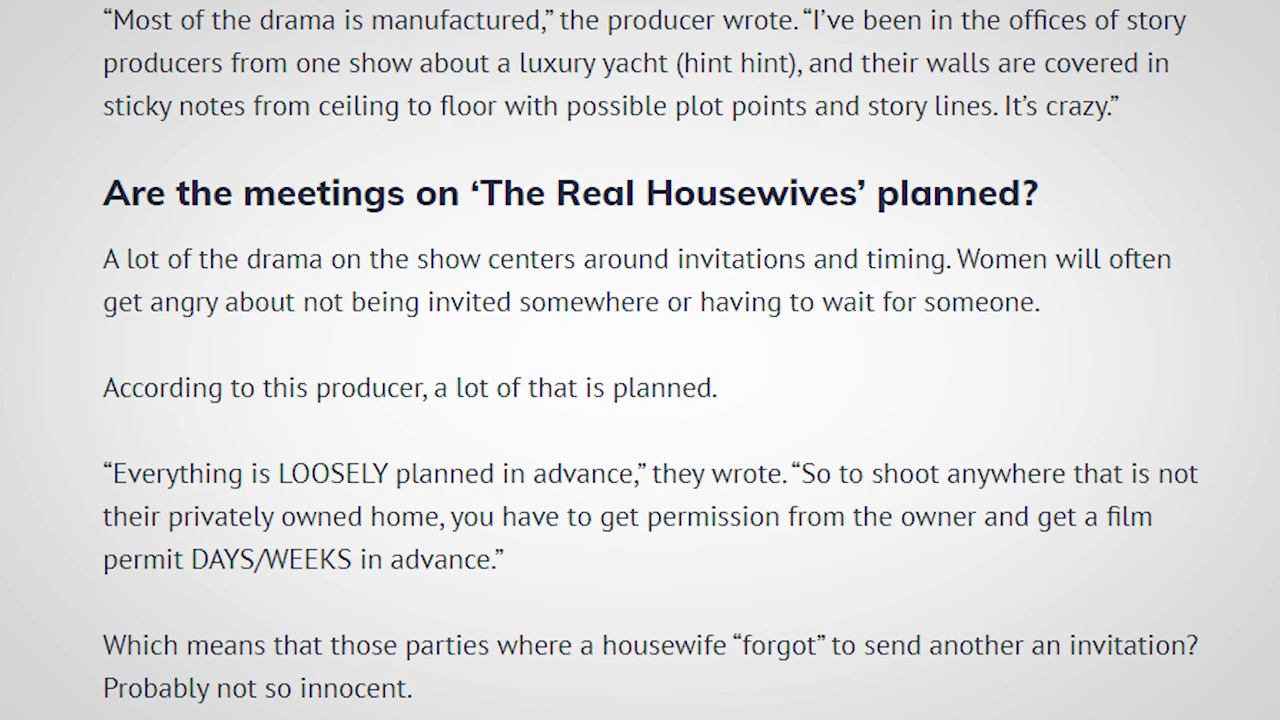 “Most of the drama is manufactured,” the producer wrote. “I’ve been in the offices of story
producers from one show about a luxury yacht (hint hint), and their walls are covered in
sticky notes from ceiling to floor with possible plot points and story lines. It’s crazy.”
Are the meetings on ‘The Real Housewives’ planned?
A lot of the drama on the show centers around invitations and timing. Women will often
get angry about not being invited somewhere or having to wait for someone.
According to this producer, a lot of that is planned.
“Everything is LOOSELY planned in advance,” they wrote. “So to shoot anywhere that is not
their privately owned home, you have to get permission from the owner and get a film
permit DAYS/WEEKS in advance.”
Which means that those parties where a housewife “forgot” to send another an invitation?
Probably not so innocent.